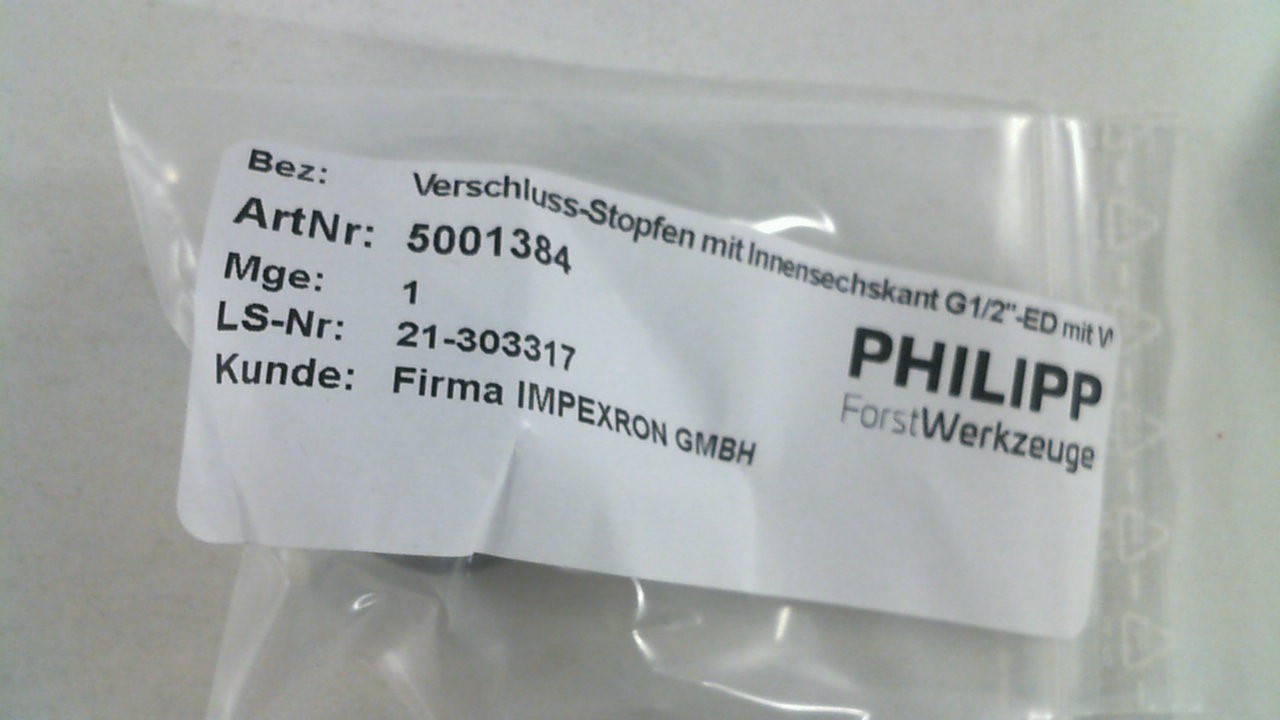 Bez: Verschluss-Stopfen mit Innensechskant G1/2"-ED mit
ArtNr: 5001384
Mge: 1
LS-Nr: 21-303317
Kunde: Firma IMPEXRON GMBH
PHILIPP
ForstWerkzeuge